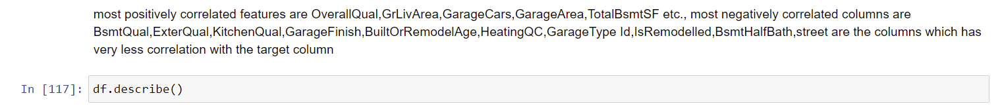 most positively correlated features are OverallQual,GrLivArea,GarageCars,GarageArea,TotalBsmtSF etc., most negatively correlated columns are
BsmtQual,ExterQual,KitchenQual,GarageFinish,BuiltOrRemodelAge,HeatingQC,GarageType Id,IsRemodelled,BsmtHalfBath,street are the columns which has
very less correlation with the target column
In [117]: df.describe()